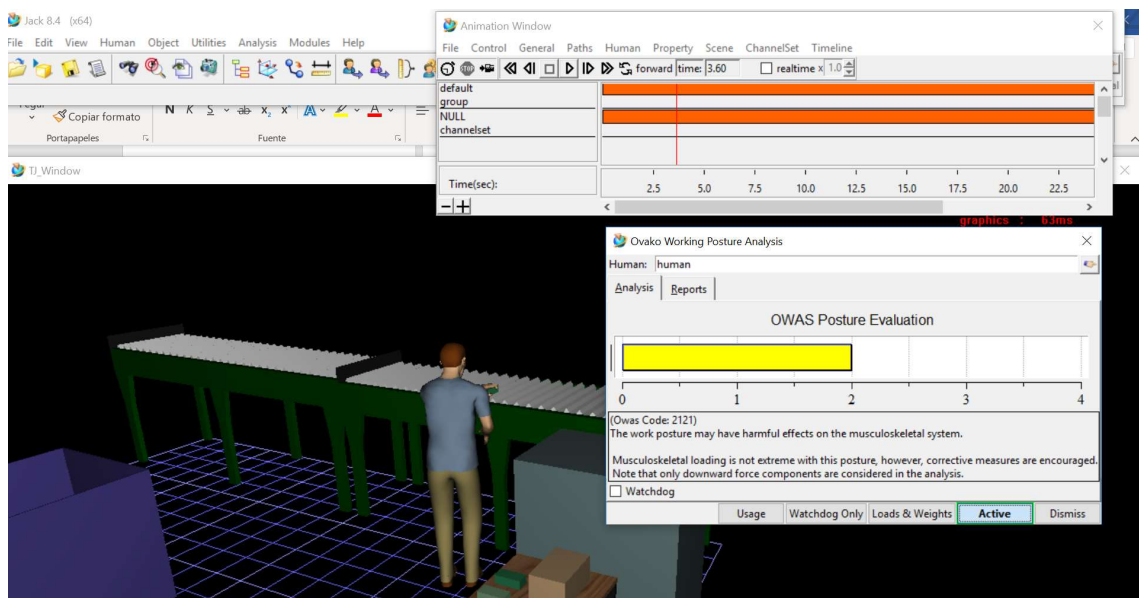 Jack 8.4 (x64)
File Edit View Human Object Utilities Analysis Modules Help
Copiar formato
N K S ab x₂ x² A A
Portapapeles Fuente
TJ_Window
Animation Window
File Control General Paths Human Property Scene ChannelSet Timeline
forward time: 3.60 realtime x 1.0
default
group
NULL
channelset
Time(sec):
2.5 5.0 7.5 10.0 12.5 15.0 17.5 20.0 22.5
graphics : 63ms
Ovako Working Posture Analysis
Human: human
Analysis Reports
OWAS Posture Evaluation
0 1 2 3 4
(Owas Code: 2121)
The work posture may have harmful effects on the musculoskeletal system.
Musculoskeletal loading is not extreme with this posture, however, corrective measures are encouraged.
Note that only downward force components are considered in the analysis.
Watchdog
Usage Watchdog Only Loads & Weights Active Dismiss